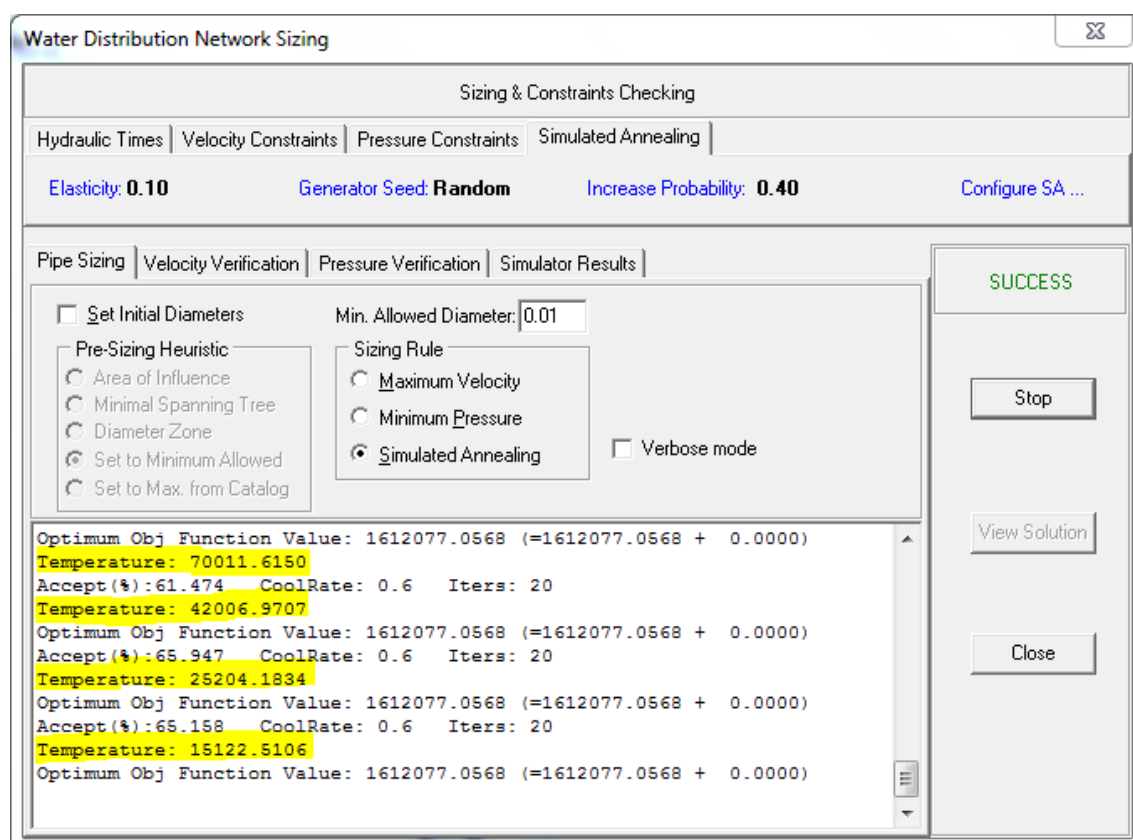 Water Distribution Network Sizing
Sizing & Constraints Checking
Hydraulic Times Velocity Constraints Pressure Constraints Simulated Annealing
Elasticity: 0.10 Generator Seed: Random Increase Probability: 0.40 Configure SA ...
Pipe Sizing Velocity Verification Pressure Verification Simulator Results
SUCCESS
Set Initial Diameters Min. Allowed Diameter: 0.01
Pre-Sizing Heuristic
Area of Influence
Minimal Spanning Tree
Diameter Zone
Set to Minimum Allowed
Set to Max. from Catalog
Sizing Rule
Maximum Velocity
Minimum Pressure
Simulated Annealing
Verbose mode
Stop
View Solution
Close
Optimum Obj Function Value: 1612077.0568 (=1612077.0568 + 0.0000)
Temperature: 70011.6150
Accept(%):61.474 CoolRate: 0.6 Iters: 20
Temperature: 42006.9707
Optimum Obj Function Value: 1612077.0568 (=1612077.0568 + 0.0000)
Accept(%):65.947 CoolRate: 0.6 Iters: 20
Temperature: 25204.1834
Optimum Obj Function Value: 1612077.0568 (=1612077.0568 + 0.0000)
Accept(%):65.158 CoolRate: 0.6 Iters: 20
Temperature: 15122.5106
Optimum Obj Function Value: 1612077.0568 (=1612077.0568 + 0.0000)